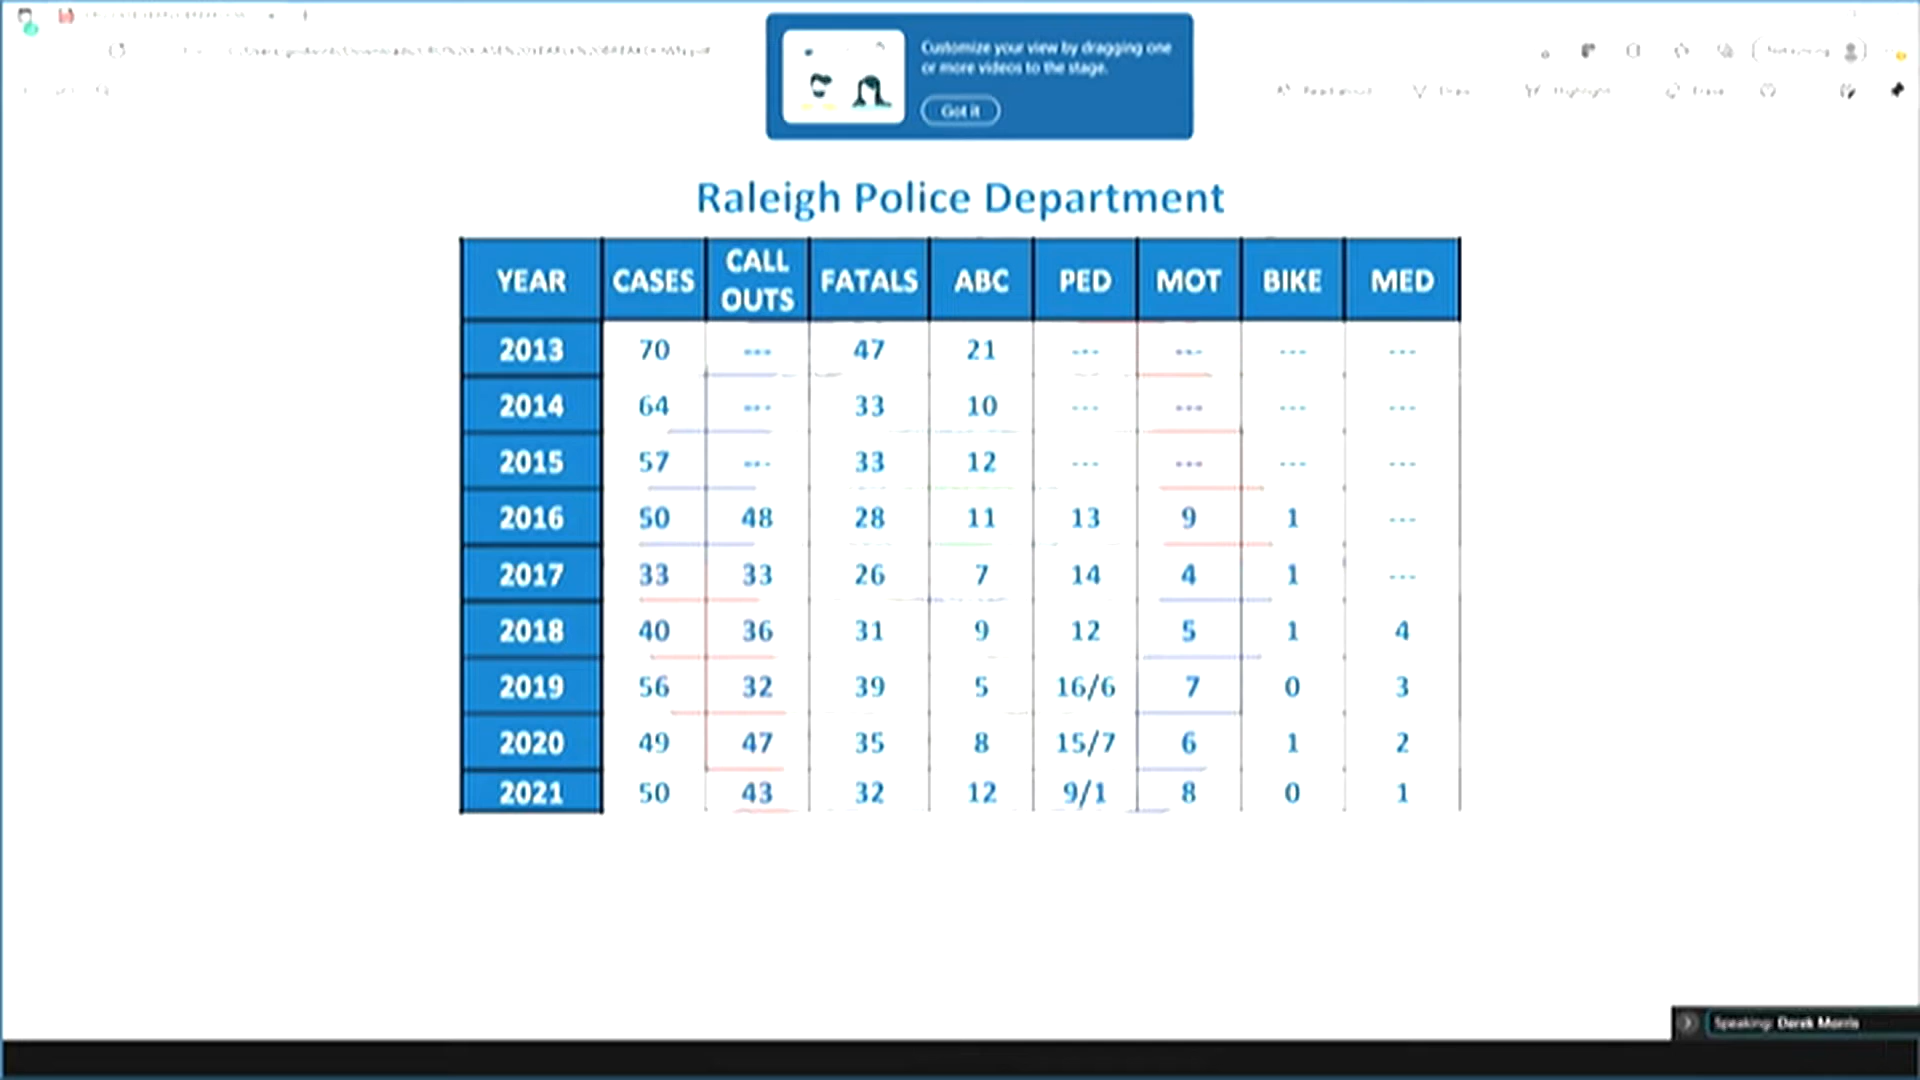 Customize your view by dragging one
or more videos to the stage.
Got it
Raleigh Police Department
YEAR CASES CALL OUTS FATALS ABC PED MOT BIKE MED
2013 70 --- 47 21 --- --- --- ---
2014 64 --- 33 10 --- --- --- ---
2015 57 --- 33 12 --- --- --- ---
2016 50 48 28 11 13 9 1 ---
2017 33 33 26 7 14 4 1 ---
2018 40 36 31 9 12 5 1 4
2019 56 32 39 5 16/6 7 0 3
2020 49 47 35 8 15/7 6 1 2
2021 50 43 32 12 9/1 8 0 1
Speaking: Derek Morris